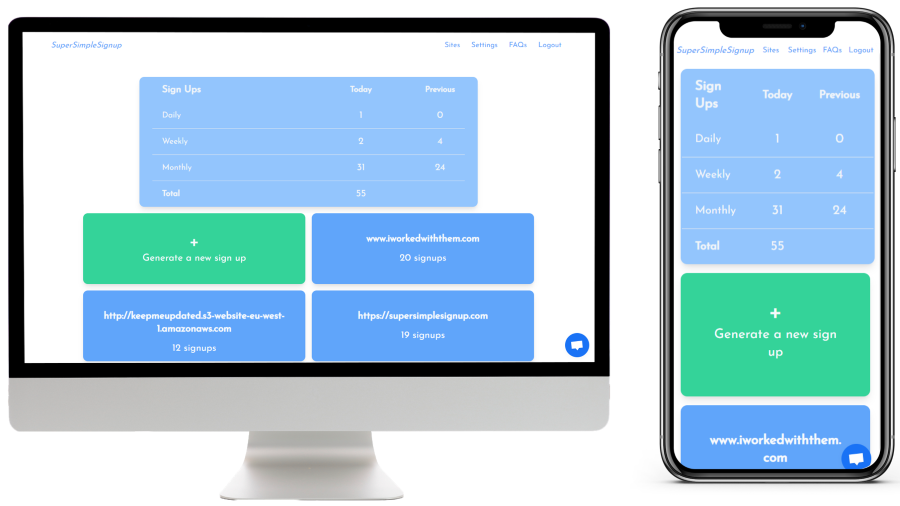 SuperSimpleSignup Sites Settings FAQs Logout
Sign Ups Today Previous
Daily 1 0
Weekly 2 4
Monthly 31 24
Total 55
+
Generate a new sign up
www.iworkedwiththem.com
20 signups
http://keepmeupdated.s3-website-eu-west-
1.amazonaws.com
12 signups
https://supersimplesignup.com
19 signups
SuperSimpleSignup Sites Settings FAQs Logout
Sign
Ups Today Previous
Daily 1 0
Weekly 2 4
Monthly 31 24
Total 55
+
Generate a new sign
up
www.iworkedwiththem.
com